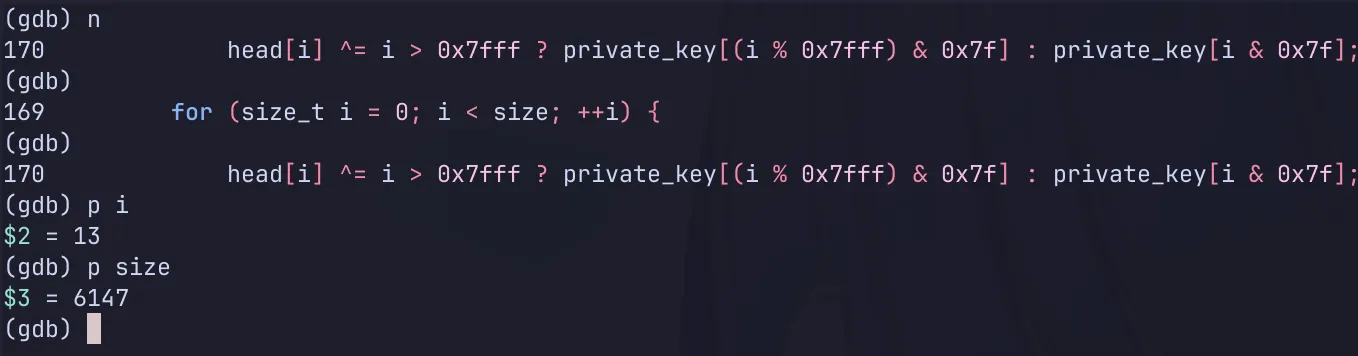 (gdb) n
170             head[i] ^= i > 0x7fff ? private_key[(i % 0x7fff) & 0x7f] : private_key[i & 0x7f];
(gdb)
169         for (size_t i = 0; i < size; ++i) {
(gdb)
170             head[i] ^= i > 0x7fff ? private_key[(i % 0x7fff) & 0x7f] : private_key[i & 0x7f];
(gdb) p i
$2 = 13
(gdb) p size
$3 = 6147
(gdb)